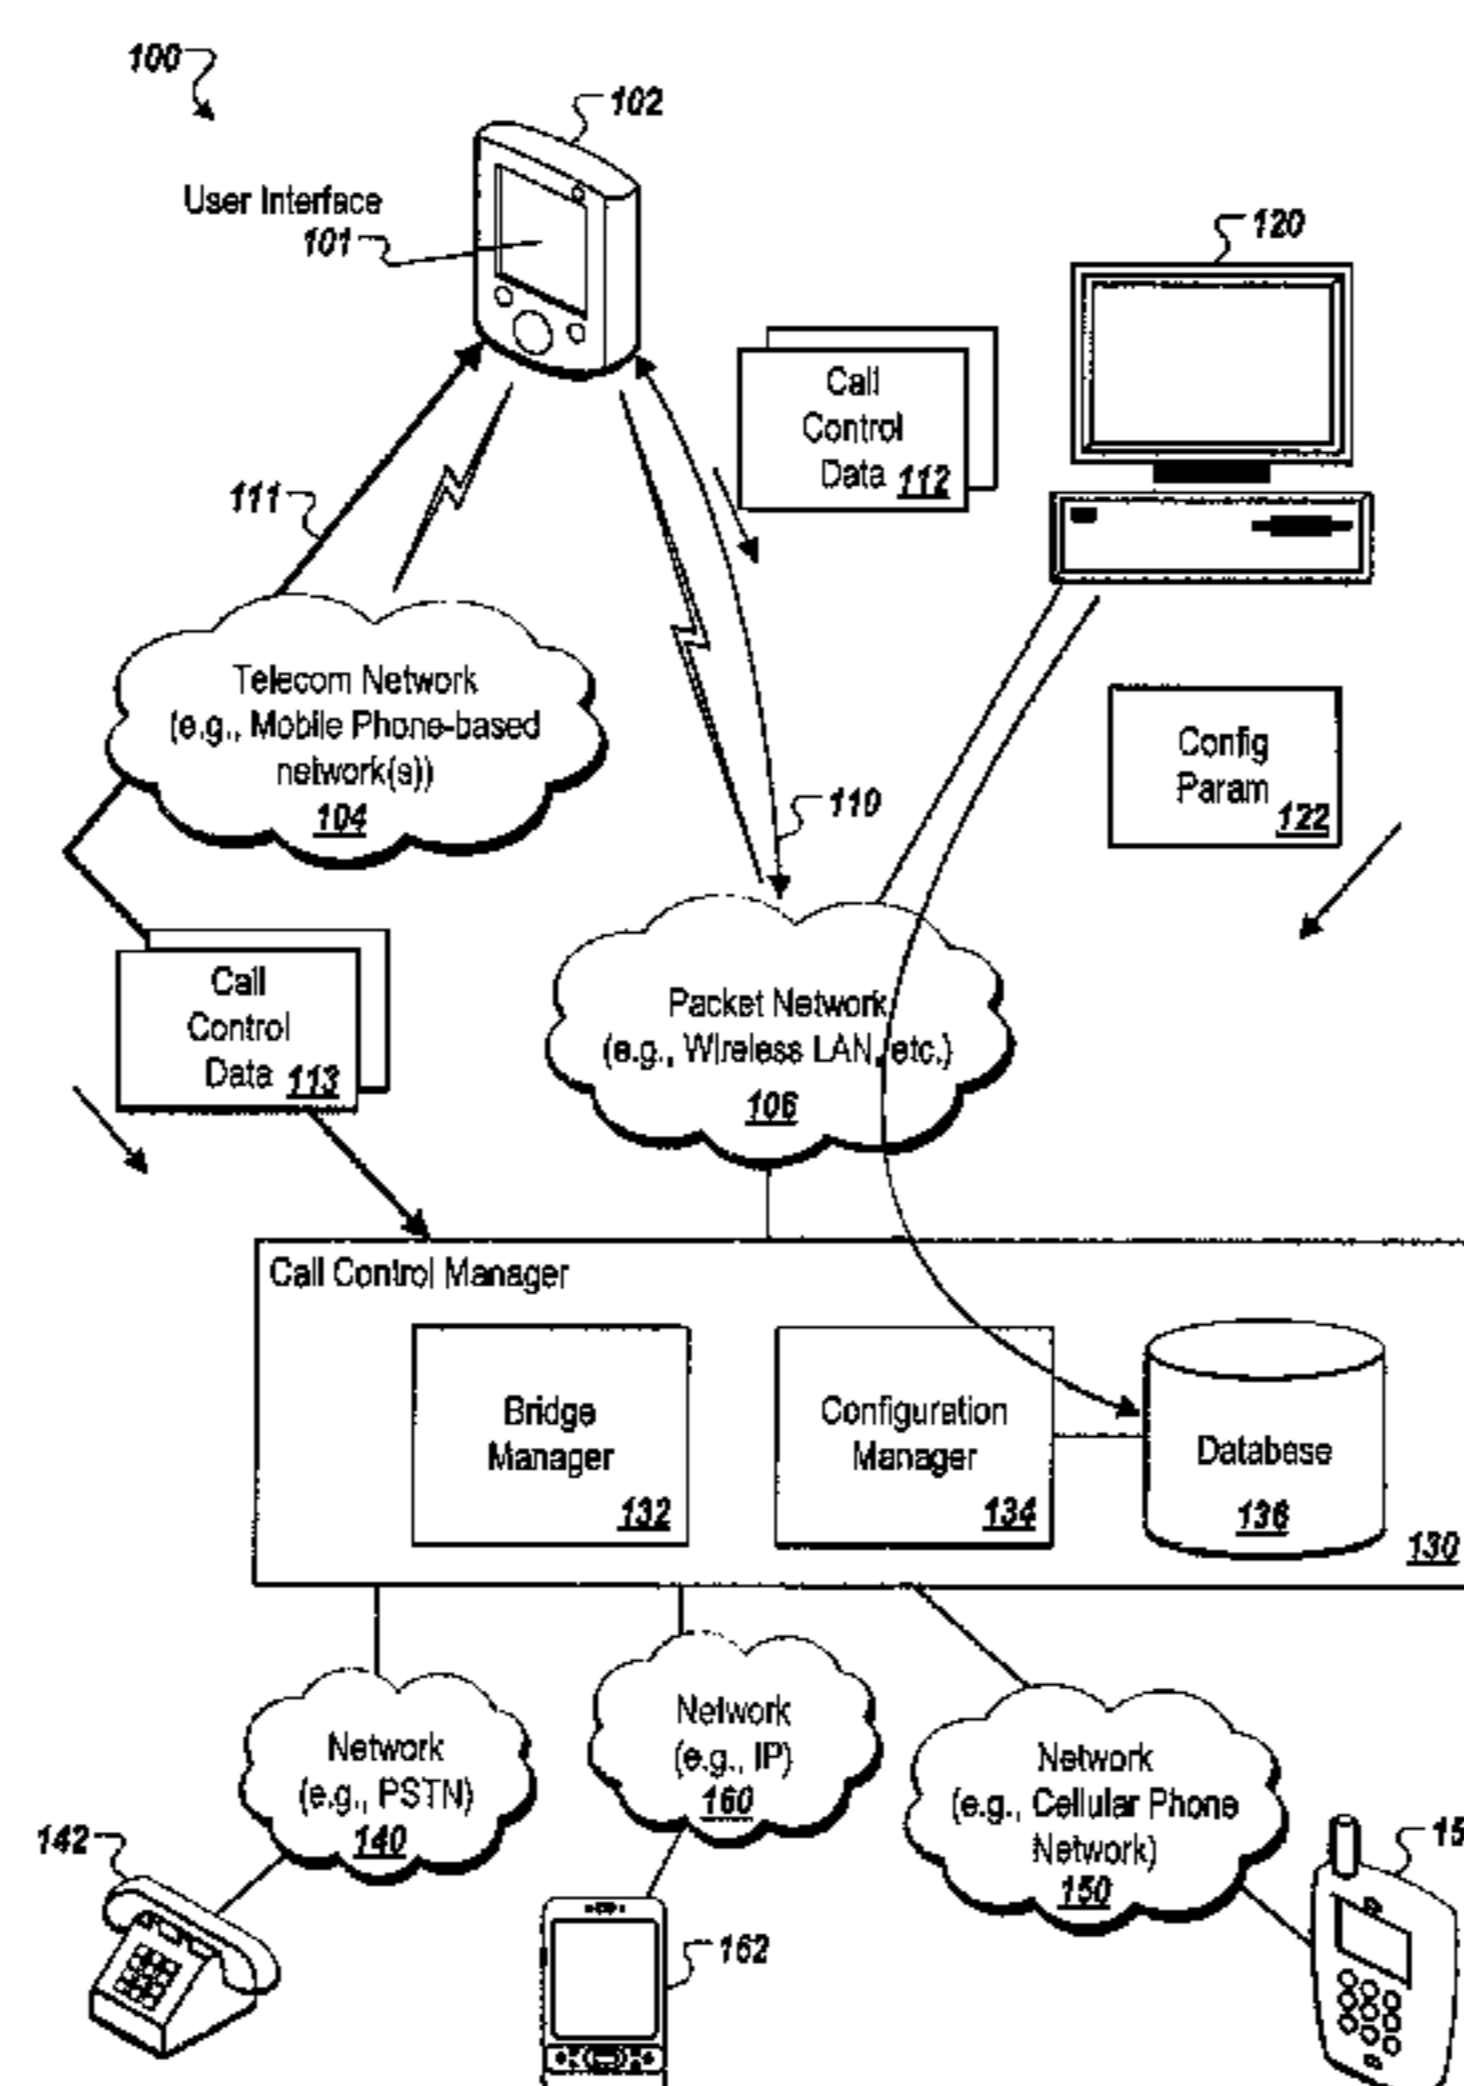 100
102
User Interface
101
120
Call
Control
Data 112
111
Telecom Network
(e.g., Mobile Phone-based
network(s))
104
Config
Param
122
110
Call
Control
Data 113
Packet Network
(e.g., Wireless LAN, etc.)
106
Call Control Manager
Bridge
Manager
132
Configuration
Manager
134
Database
136
130
Network
(e.g., PSTN)
140
Network
(e.g., IP)
160
Network
(e.g., Cellular Phone
Network)
150
142
162
15